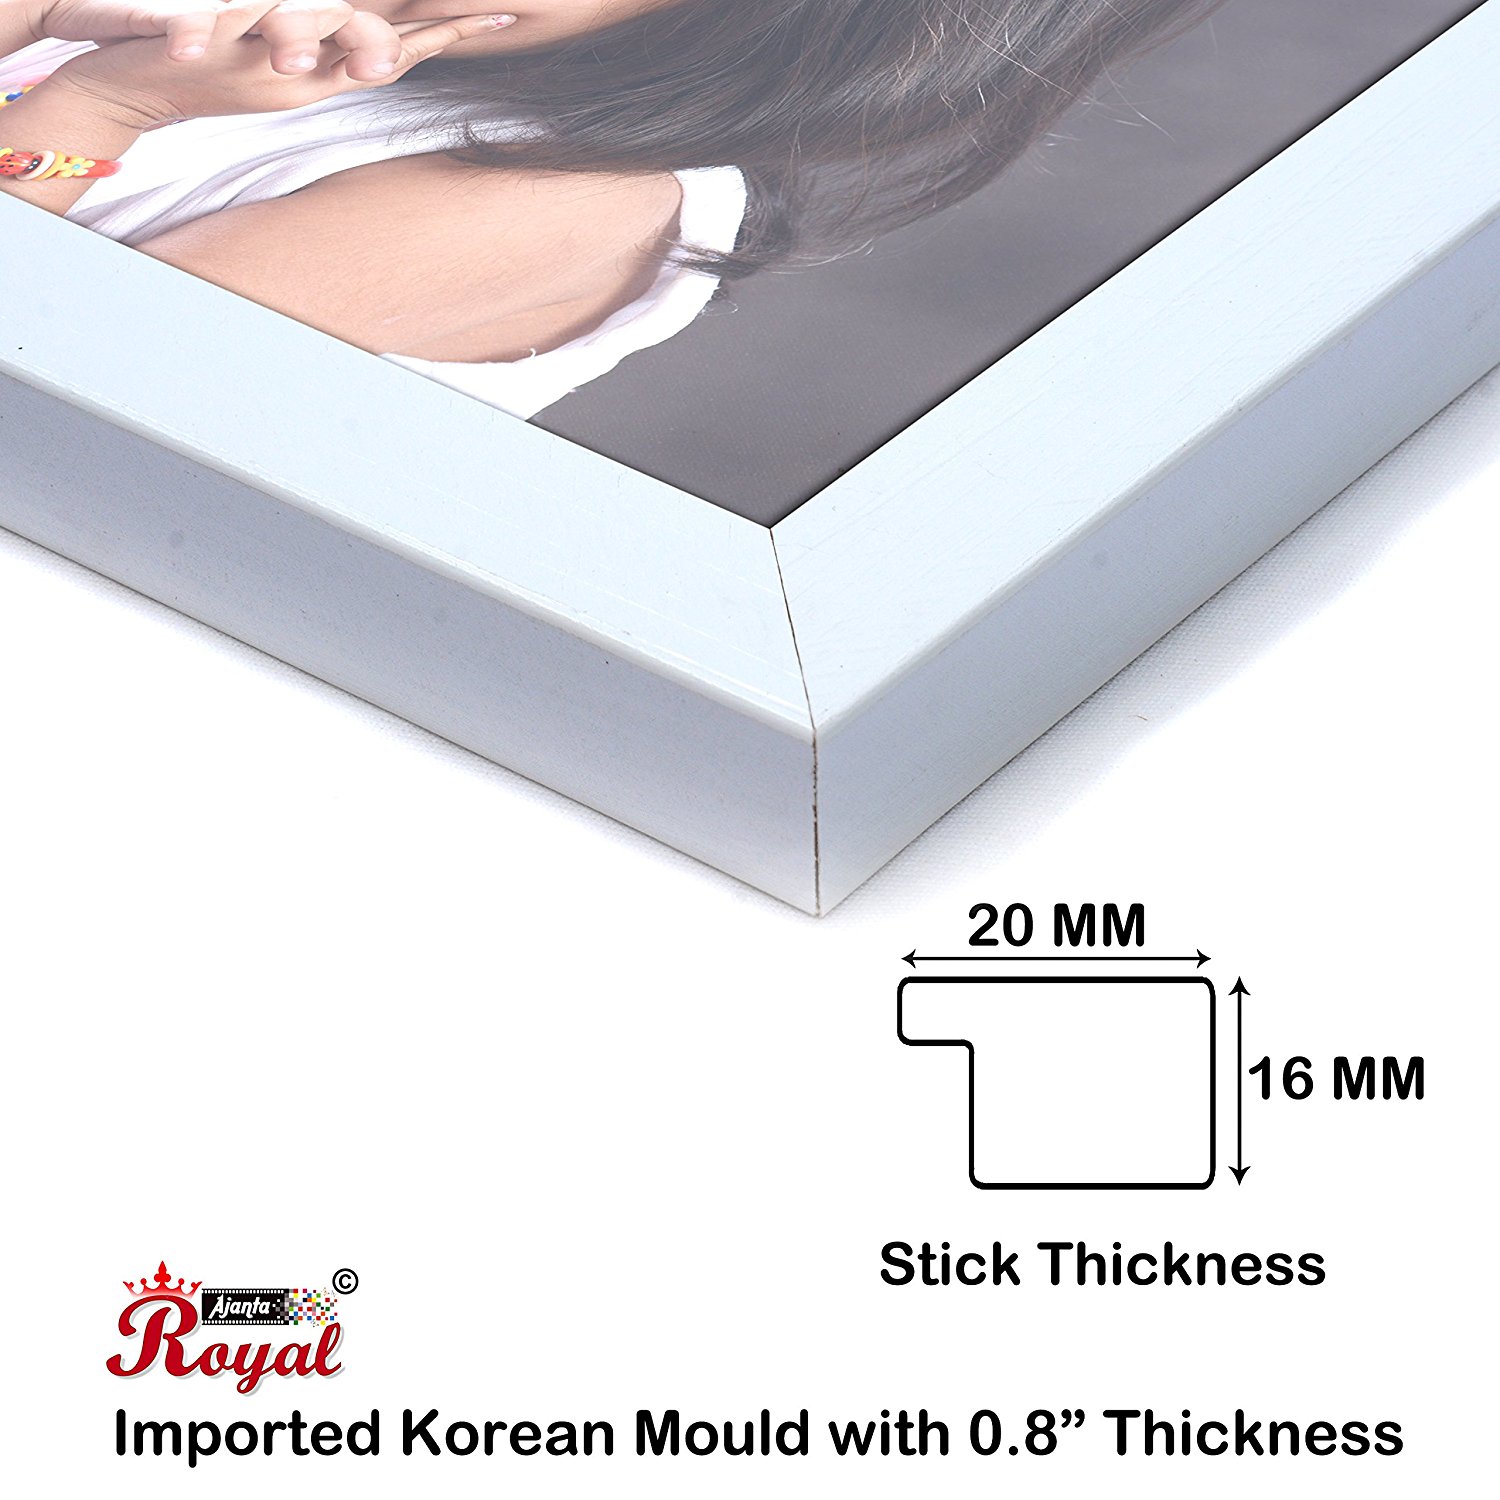 20 MM
16 MM
Stick Thickness
Ajanta
©
Royal
Imported Korean Mould with 0.8” Thickness